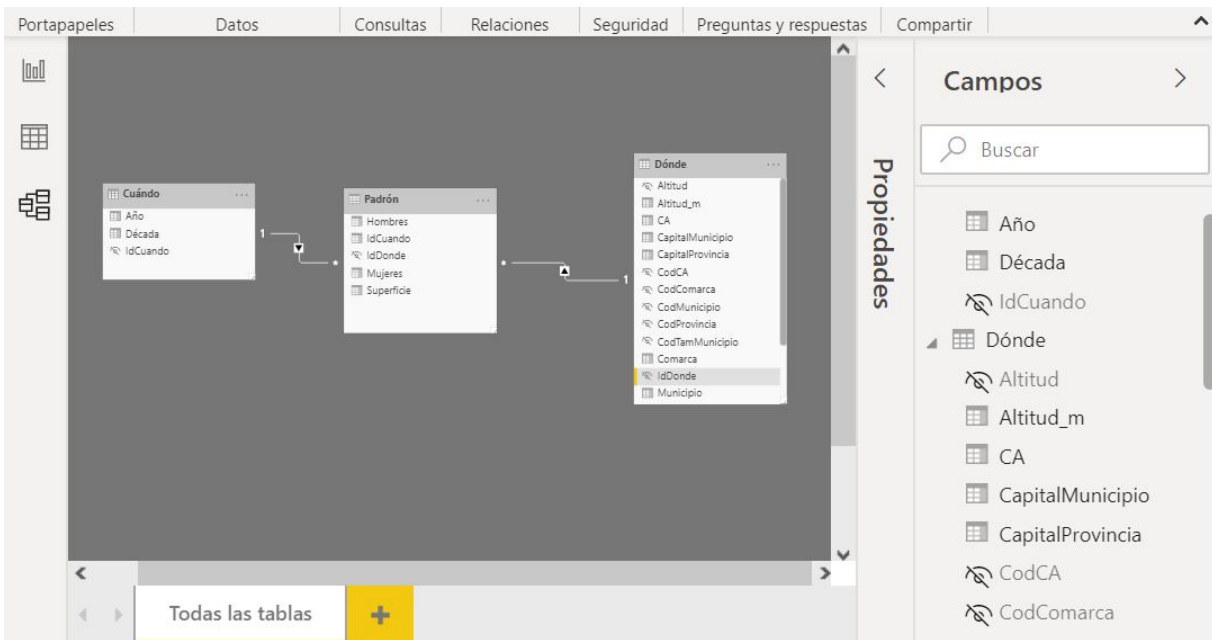 Portapapeles Datos Consultas Relaciones Seguridad Preguntas y respuestas Compartir
Cuándo ...
Año
Década
IdCuando
1
*
Padrón ...
Hombres
IdCuando
IdDonde
Mujeres
Superficie
*
1
Dónde ...
Altitud
Altitud_m
CA
CapitalMunicipio
CapitalProvincia
CodCA
CodComarca
CodMunicipio
CodProvincia
CodTamMunicipio
Comarca
IdDonde
Municipio
Propiedades
Campos
Buscar
Año
Década
IdCuando
Dónde
Altitud
Altitud_m
CA
CapitalMunicipio
CapitalProvincia
CodCA
CodComarca
Todas las tablas +